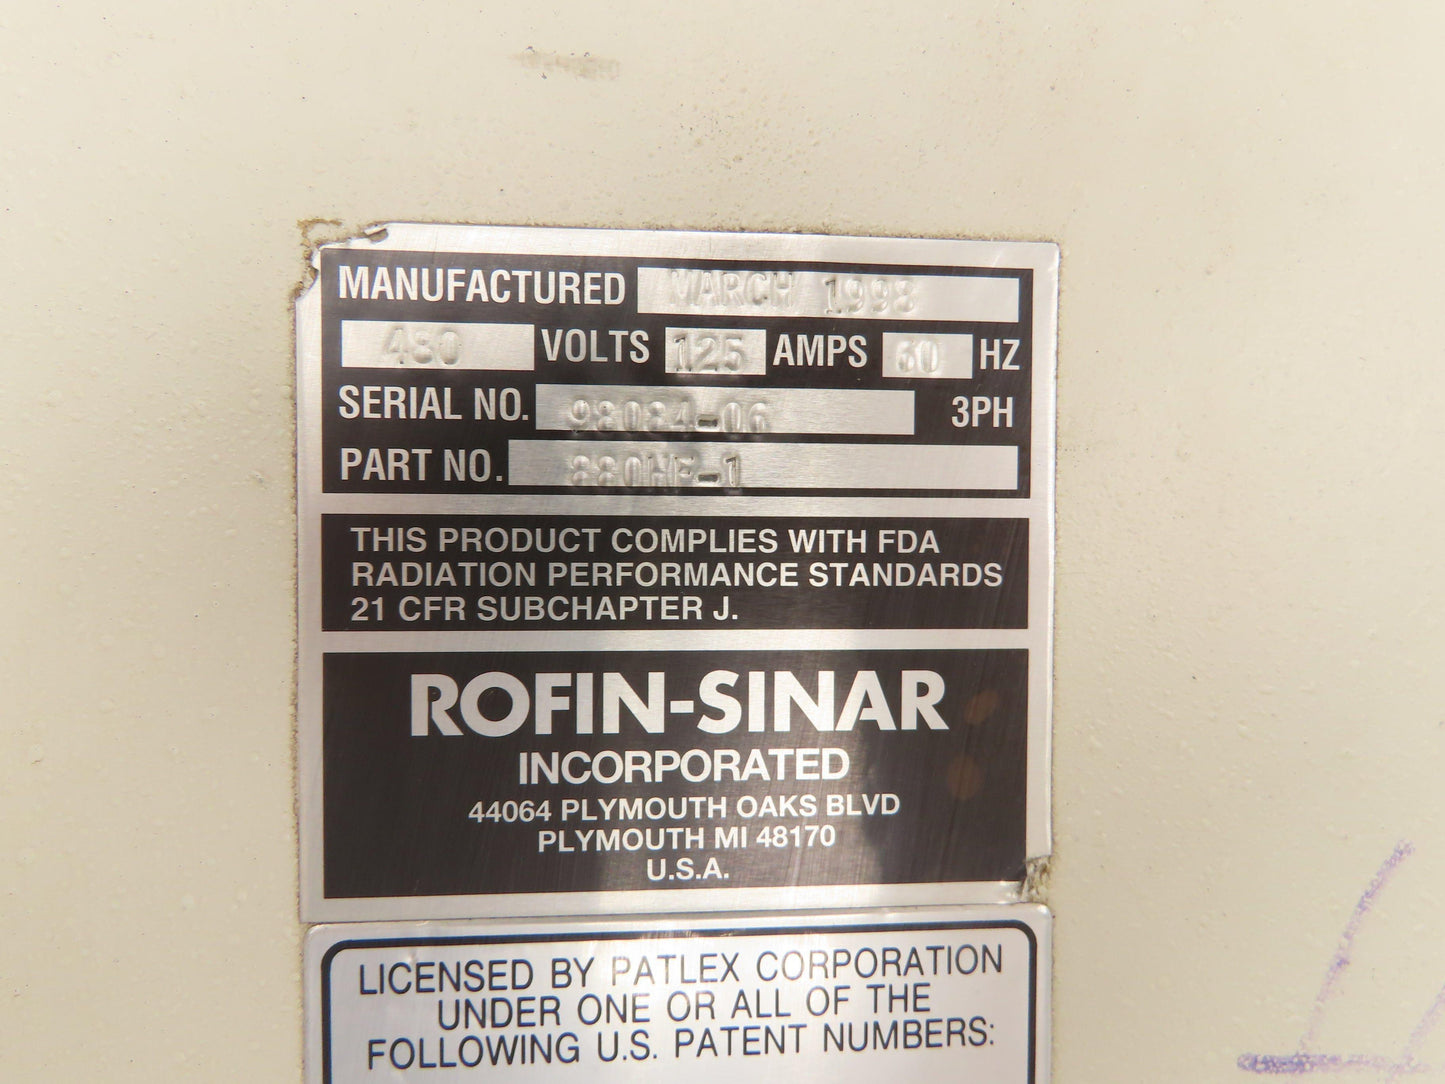 MANUFACTURED MARCH 1998
480 VOLTS 125 AMPS 60 HZ
SERIAL NO. 98084-06 3PH
PART NO. 880HF-1
THIS PRODUCT COMPLIES WITH FDA
RADIATION PERFORMANCE STANDARDS
21 CFR SUBCHAPTER J.
ROFIN-SINAR
INCORPORATED
44064 PLYMOUTH OAKS BLVD
PLYMOUTH MI 48170
U.S.A.
LICENSED BY PATLEX CORPORATION
UNDER ONE OR ALL OF THE
FOLLOWING U.S. PATENT NUMBERS: